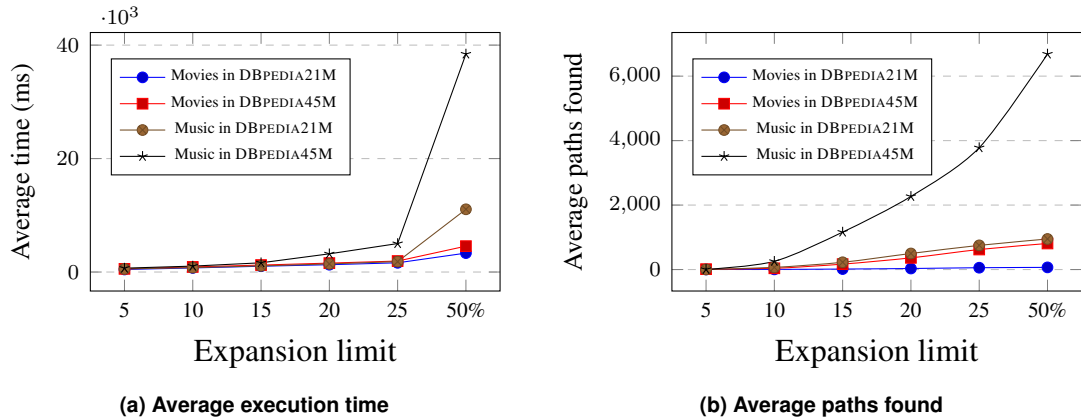 ·10³
40
20
0
Average time (ms)
Movies in DBPEDIA21M
Movies in DBPEDIA45M
Music in DBPEDIA21M
Music in DBPEDIA45M
5 10 15 20 25 50%
Expansion limit
(a) Average execution time
6,000
4,000
2,000
0
Average paths found
Movies in DBPEDIA21M
Movies in DBPEDIA45M
Music in DBPEDIA21M
Music in DBPEDIA45M
5 10 15 20 25 50%
Expansion limit
(b) Average paths found